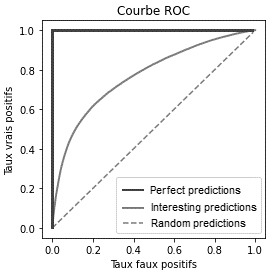 Courbe ROC
Taux vrais positifs
1.0
0.8
0.6
0.4
0.2
0.0
Perfect predictions
Interesting predictions
Random predictions
0.0 0.2 0.4 0.6 0.8 1.0
Taux faux positifs